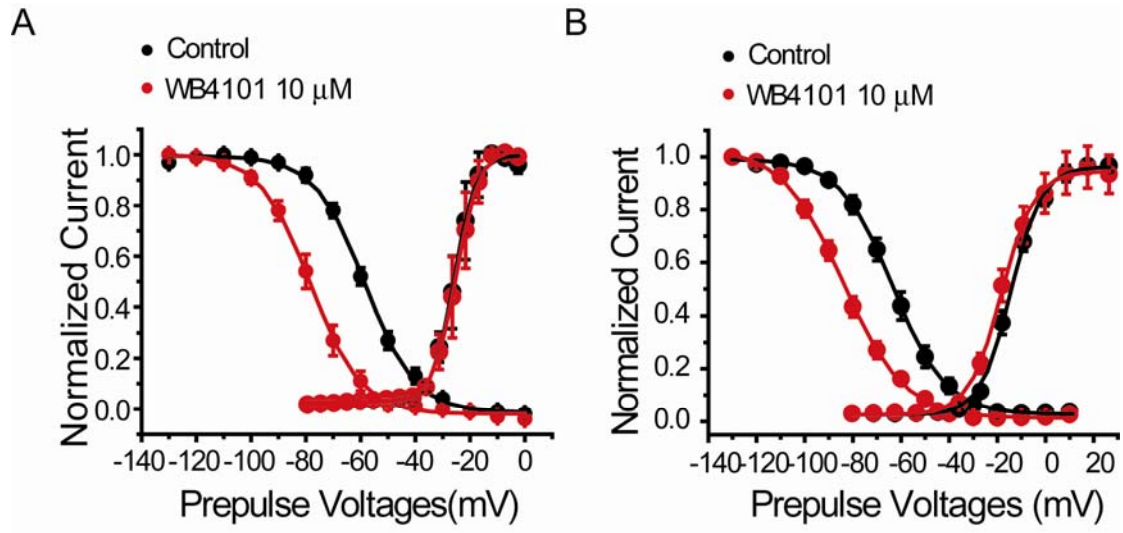 A
Control
WB4101 10 μM
Normalized Current
1.0
0.8
0.6
0.4
0.2
0.0
-140 -120 -100 -80 -60 -40 -20 0
Prepulse Voltages(mV)
B
Control
WB4101 10 μM
Normalized Current
1.0
0.8
0.6
0.4
0.2
0.0
-140-120-100 -80 -60 -40 -20 0 20
Prepulse Voltages (mV)